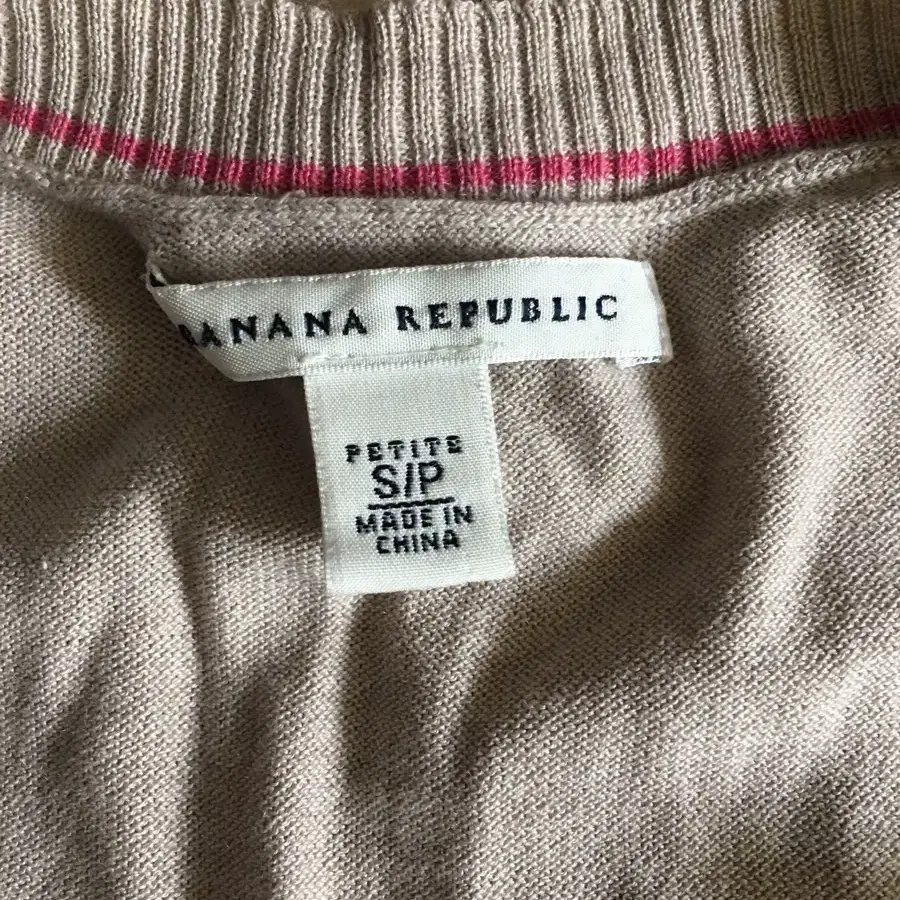 BANANA REPUBLIC
PETITE
S/P
MADE IN
CHINA